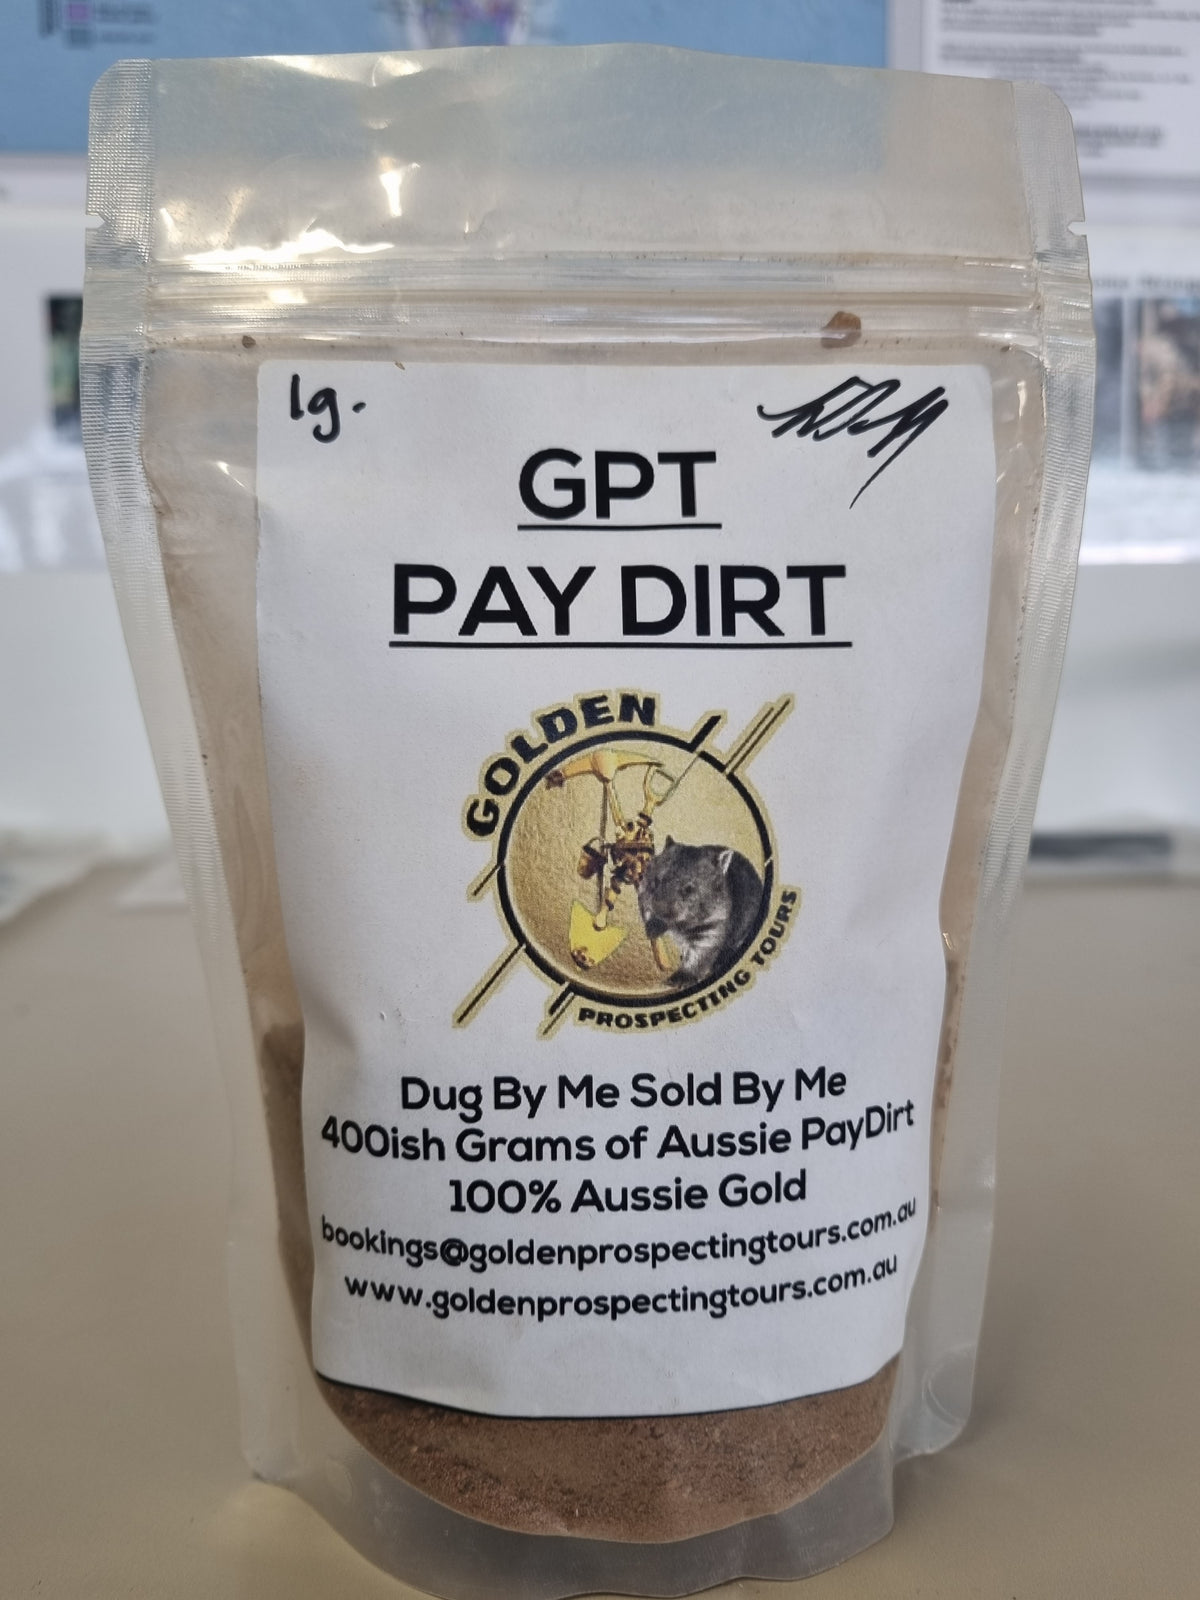 1g.
GPT
PAY DIRT
GOLDEN
PROSPECTING TOURS
Dug By Me Sold By Me
400ish Grams of Aussie PayDirt
100% Aussie Gold
bookings@goldenprospectingtours.com.au
www.goldenprospectingtours.com.au